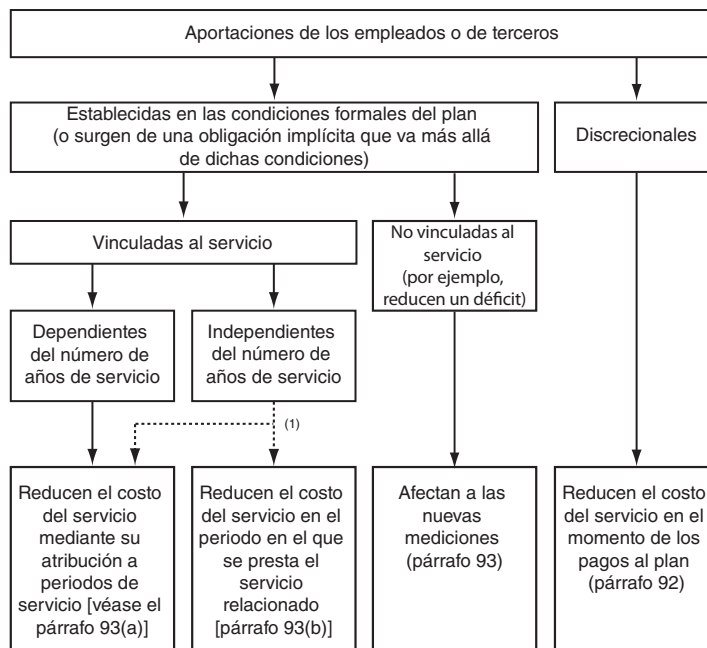 Aportaciones de los empleados o de terceros
Establecidas en las condiciones formales del plan
(o surgen de una obligación implícita que va más allá
de dichas condiciones)
Discrecionales
Vinculadas al servicio
No vinculadas al
servicio
(por ejemplo,
reducen un déficit)
Dependientes
del número de
años de servicio
Independientes
del número de
años de servicio
(1)
Reducen el costo
del servicio
mediante su
atribución a
periodos de
servicio [véase el
párrafo 93(a)]
Reducen el costo
del servicio en el
periodo en el que
se presta el
servicio
relacionado
[párrafo 93(b)]
Afectan a las
nuevas
mediciones
(párrafo 93)
Reducen el costo
del servicio en el
momento de los
pagos al plan
(párrafo 92)